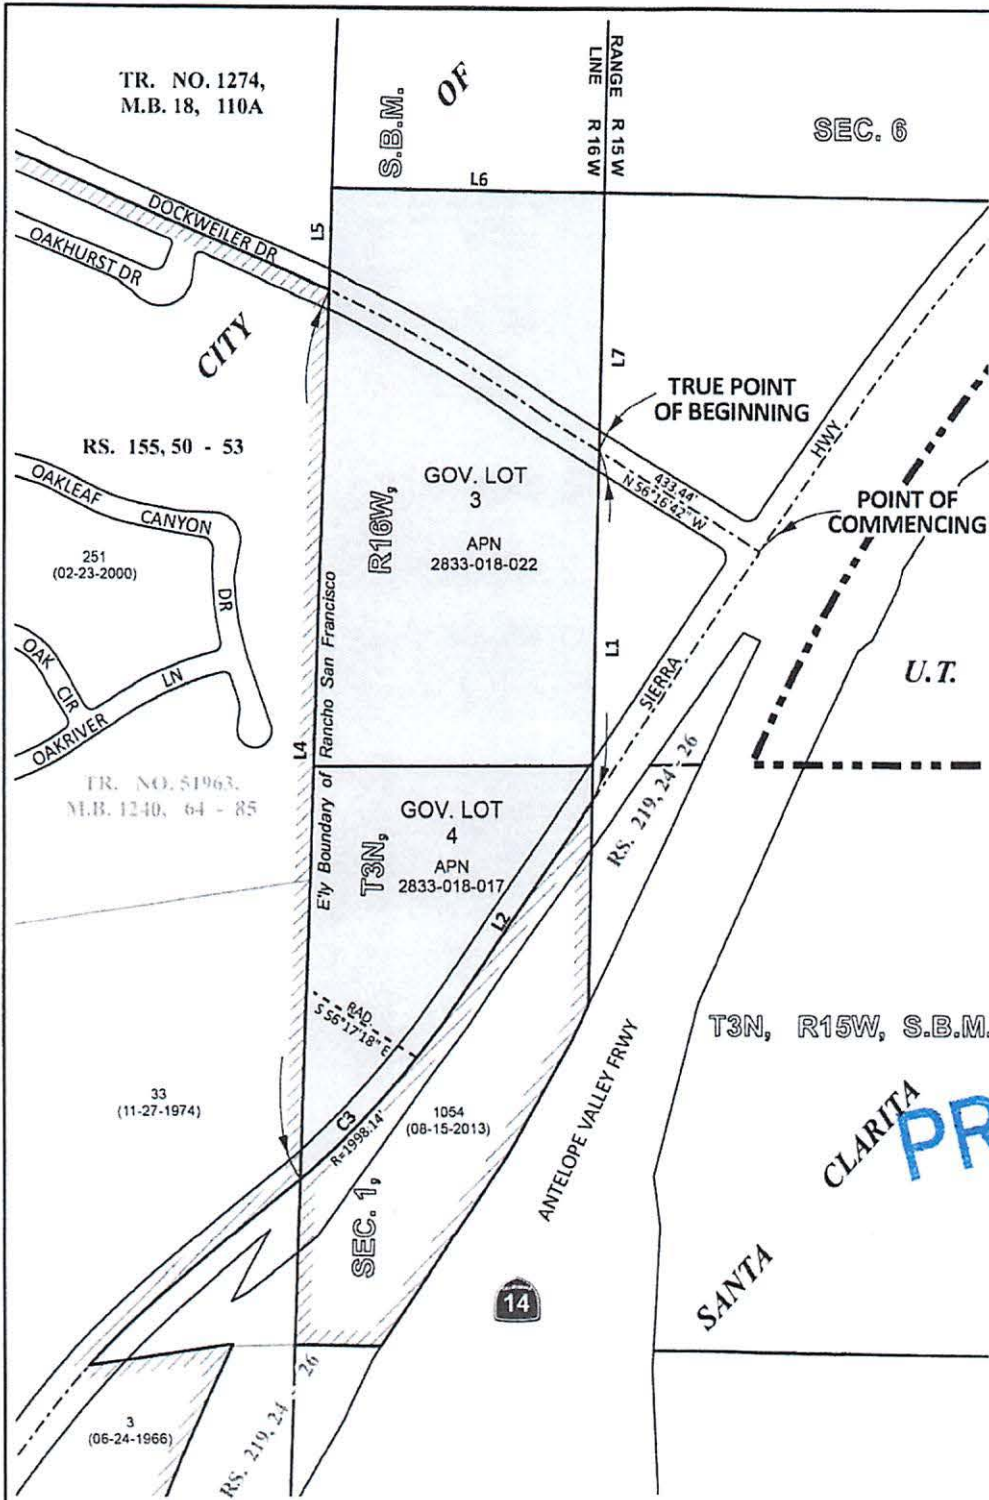 TR. NO. 1274,
M.B. 18, 110A
S.B.M.
OF
RANGE R 15 W
LINE R 16 W
SEC. 6
L6
DOCKWEILER DR
L5
OAKHURST DR
CITY
L7
TRUE POINT
OF BEGINNING
HWY
RS. 155, 50 - 53
GOV. LOT
3
433.44'
N 56°16'42" W
POINT OF
COMMENCING
OAKLEAF CANYON DR
R16W,
APN
2833-018-022
251
(02-23-2000)
E'ly Boundary of Rancho San Francisco
OAK CIR
OAKRIVER LN
L1
SIERRA
U.T.
L4
TR. NO. 51963,
M.B. 1240, 64 - 85
RS. 219, 24 - 26
GOV. LOT
4
T3N,
APN
2833-018-017
L2
RAD.
S 56°17'18" E
T3N, R15W, S.B.M.
33
(11-27-1974)
C3
R=1998.14'
1054
(08-15-2013)
ANTELOPE VALLEY FRWY
CLARITA
PR
SEC. 1,
SANTA
14
3
(06-24-1966)
RS. 219, 24 - 26